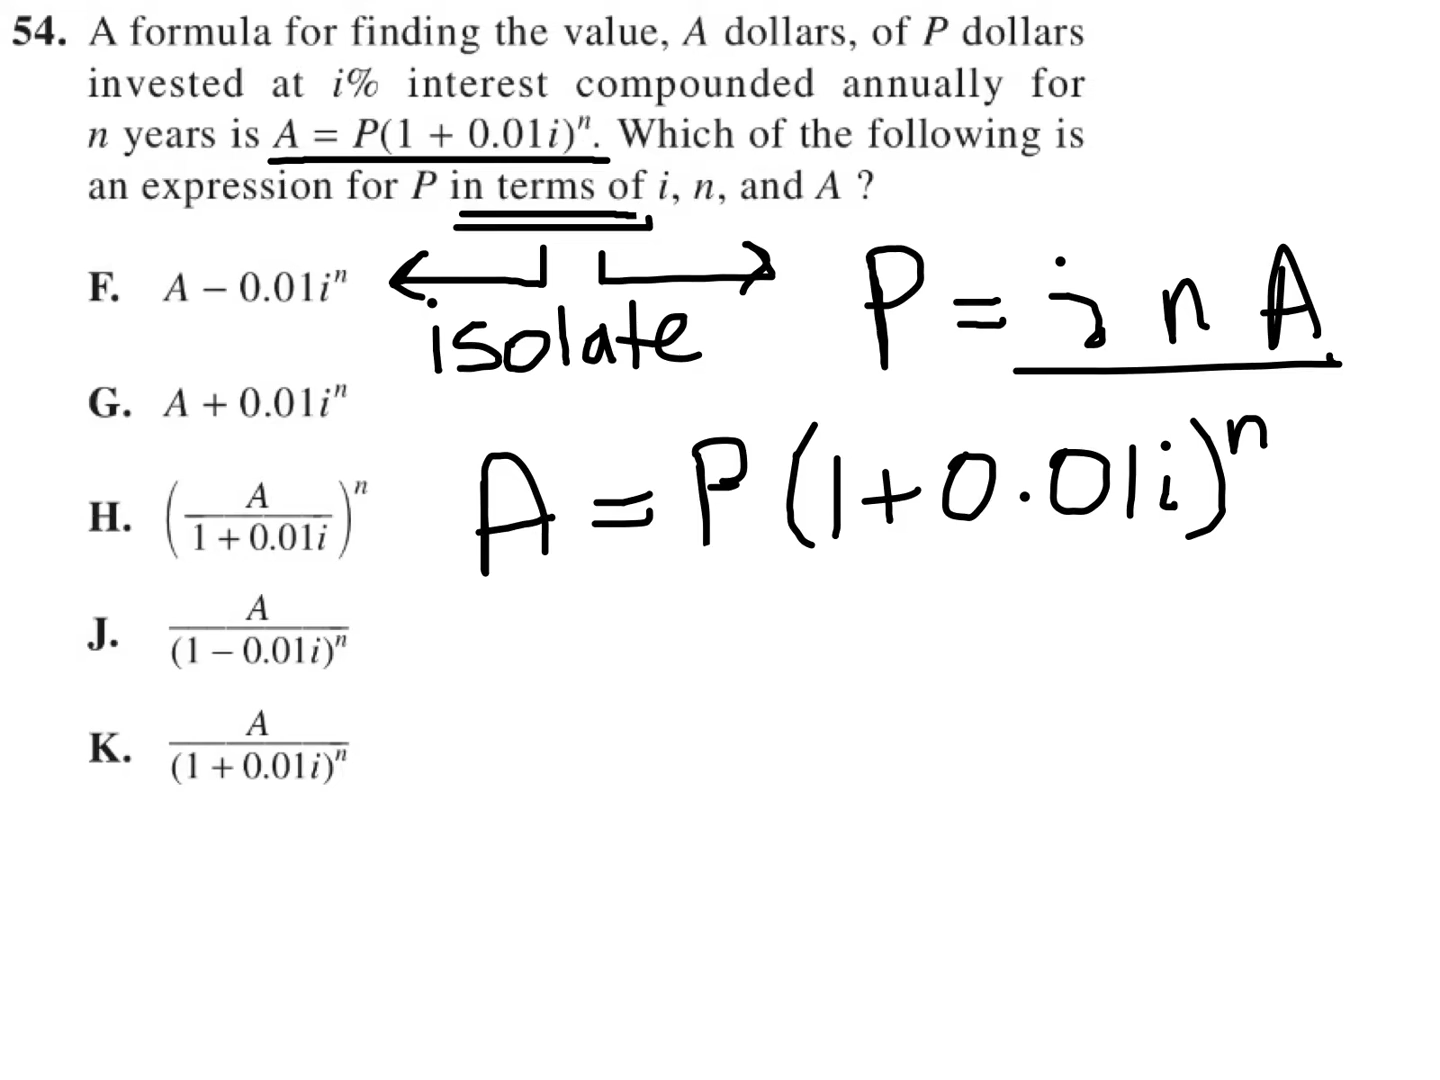 54. A formula for finding the value, A dollars, of P dollars
invested at i% interest compounded annually for
n years is A = P(1 + 0.01i)ⁿ. Which of the following is
an expression for P in terms of i, n, and A ?
F. A − 0.01iⁿ
isolate
P = i n A
G. A + 0.01iⁿ
A = P(1+0.01i)ⁿ
H. (A / (1 + 0.01i))ⁿ
J. A / (1 − 0.01i)ⁿ
K. A / (1 + 0.01i)ⁿ